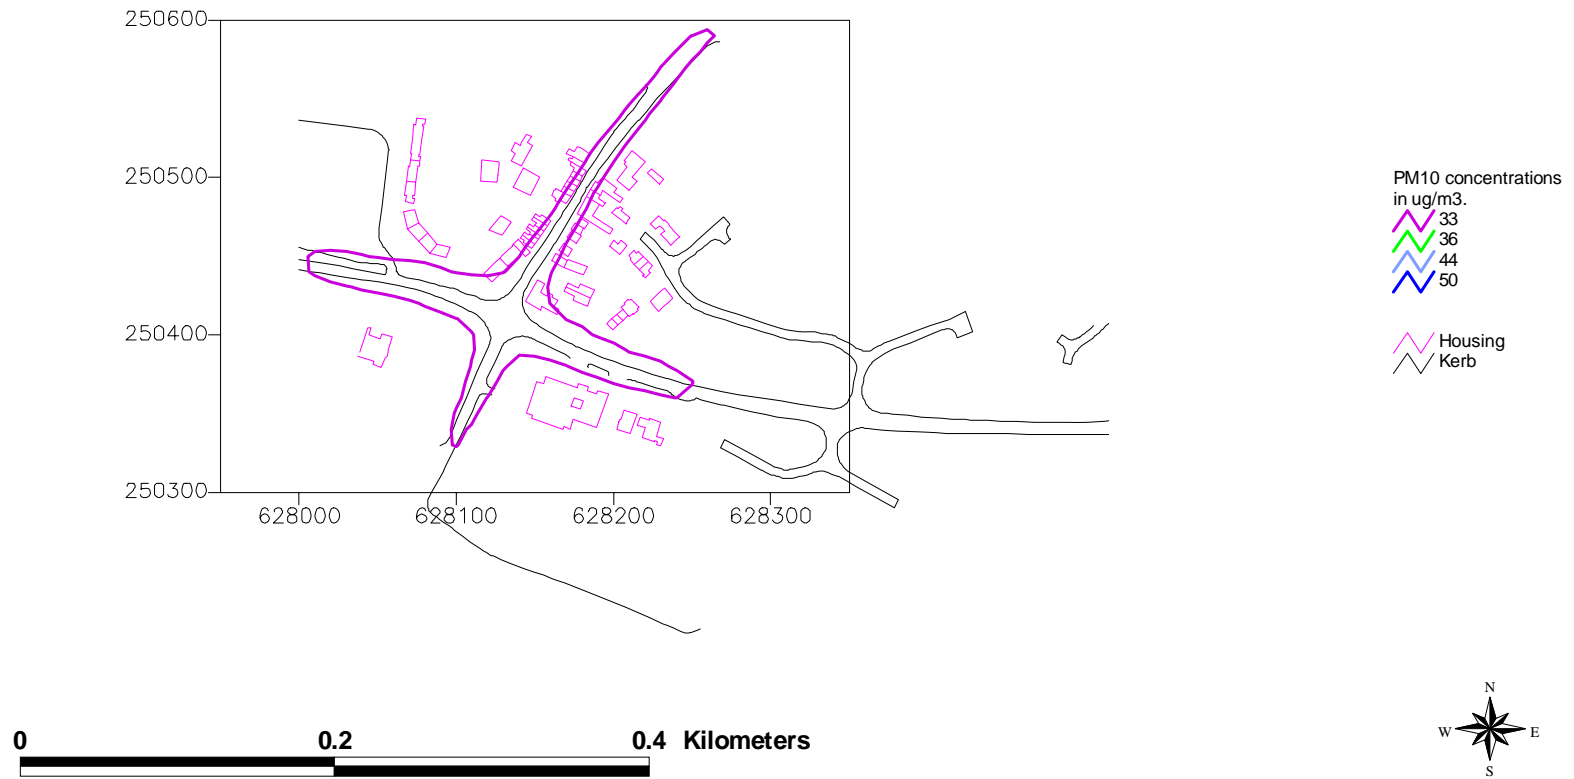 250600
250500
250400
250300
628000 628100 628200 628300
PM10 concentrations
in ug/m3.
33
36
44
50
Housing
Kerb
0 0.2 0.4 Kilometers
N
W E
S